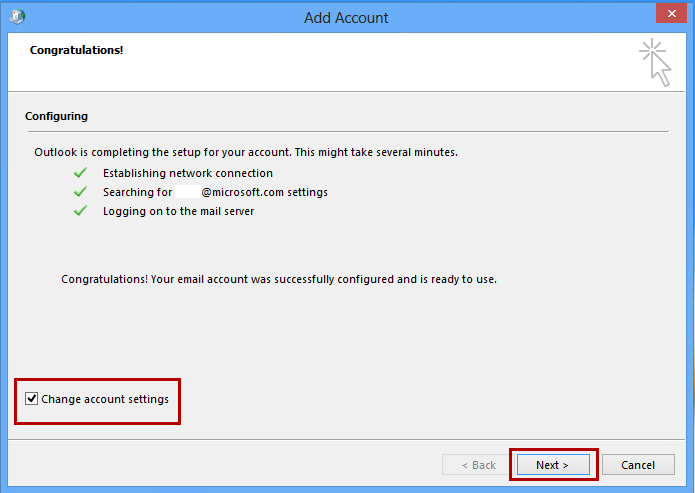 Add Account
Congratulations!
Configuring
Outlook is completing the setup for your account. This might take several minutes.
Establishing network connection
Searching for @microsoft.com settings
Logging on to the mail server
Congratulations! Your email account was successfully configured and is ready to use.
Change account settings
< Back Next > Cancel